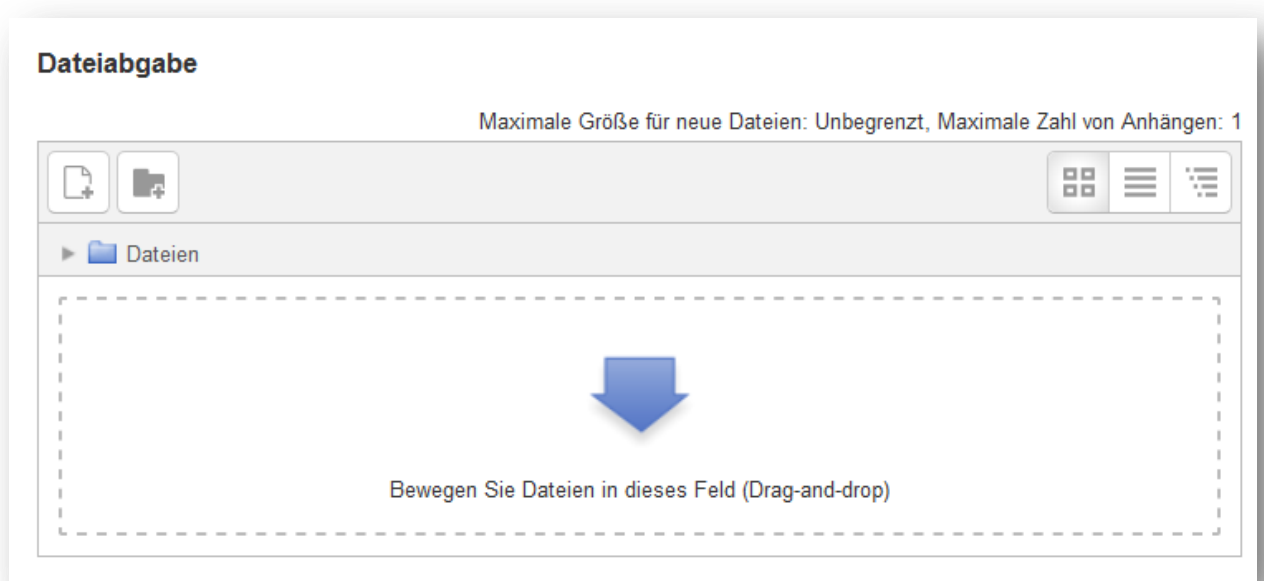 Dateiabgabe
Maximale Größe für neue Dateien: Unbegrenzt, Maximale Zahl von Anhängen: 1
Dateien
Bewegen Sie Dateien in dieses Feld (Drag-and-drop)